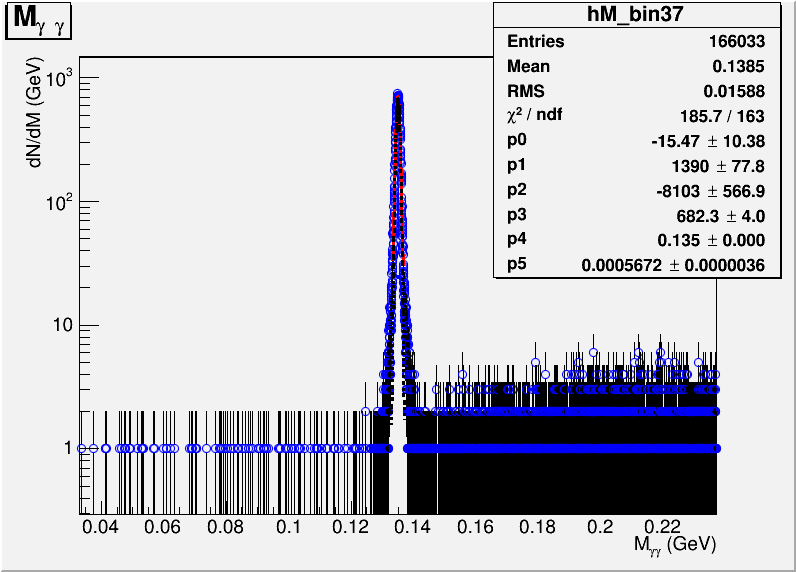 Mγ γ
hM_bin37
Entries 166033
Mean 0.1385
RMS 0.01588
χ² / ndf 185.7 / 163
p0 -15.47 ± 10.38
p1 1390 ± 77.8
p2 -8103 ± 566.9
p3 682.3 ± 4.0
p4 0.135 ± 0.000
p5 0.0005672 ± 0.0000036
dN/dM (GeV)
10³
10²
10
1
0.04 0.06 0.08 0.1 0.12 0.14 0.16 0.18 0.2 0.22
Mγγ (GeV)